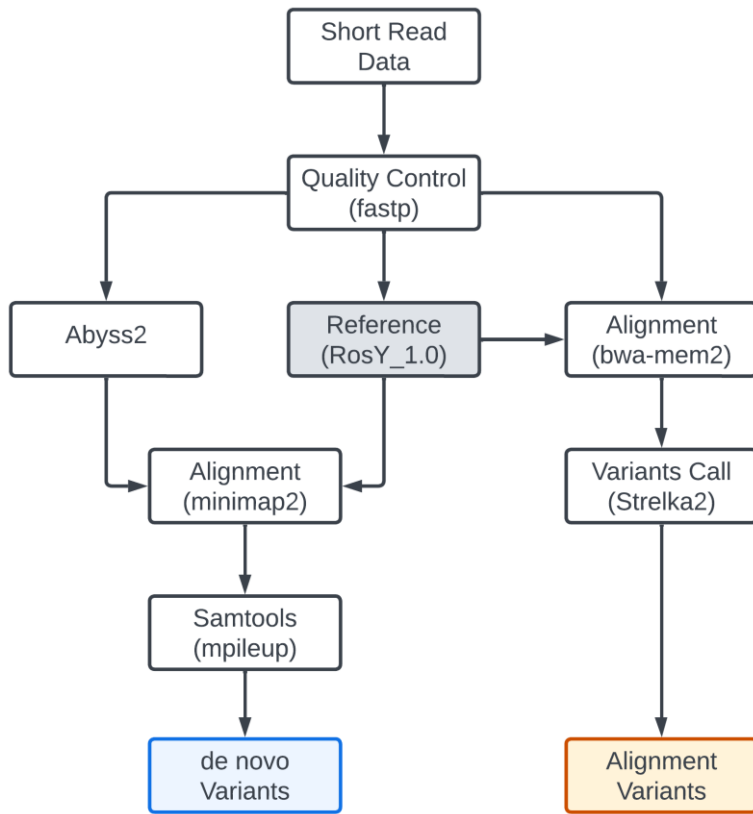 Short Read
Data
Quality Control
(fastp)
Abyss2
Reference
(RosY_1.0)
Alignment
(bwa-mem2)
Alignment
(minimap2)
Variants Call
(Strelka2)
Samtools
(mpileup)
de novo
Variants
Alignment
Variants